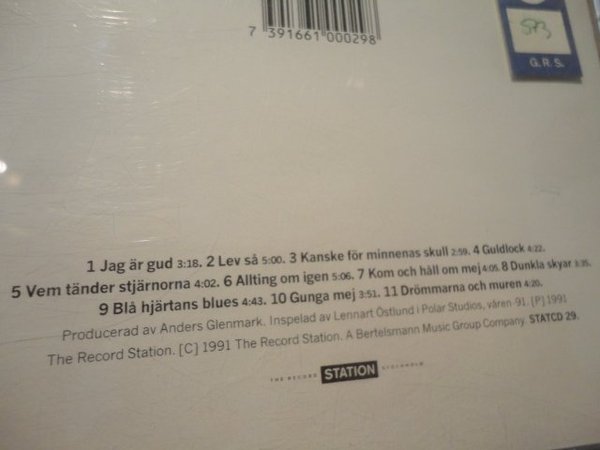 7 391661 000298
573
G.R.S.
1 Jag är gud 3:18. 2 Lev så 5:00. 3 Kanske för minnenas skull 2:59. 4 Guldlock 4:22.
5 Vem tänder stjärnorna 4:02. 6 Allting om igen 5:06. 7 Kom och håll om mej 4:05. 8 Dunkla skyar 3:35.
9 Blå hjärtans blues 4:43. 10 Gunga mej 3:51. 11 Drömmarna och muren 4:20.
Producerad av Anders Glenmark. Inspelad av Lennart Östlund i Polar Studios, våren 91. [P] 1991
The Record Station. [C] 1991 The Record Station. A Bertelsmann Music Group Company. STATCD 29.
THE RECORD STATION STOCKHOLM